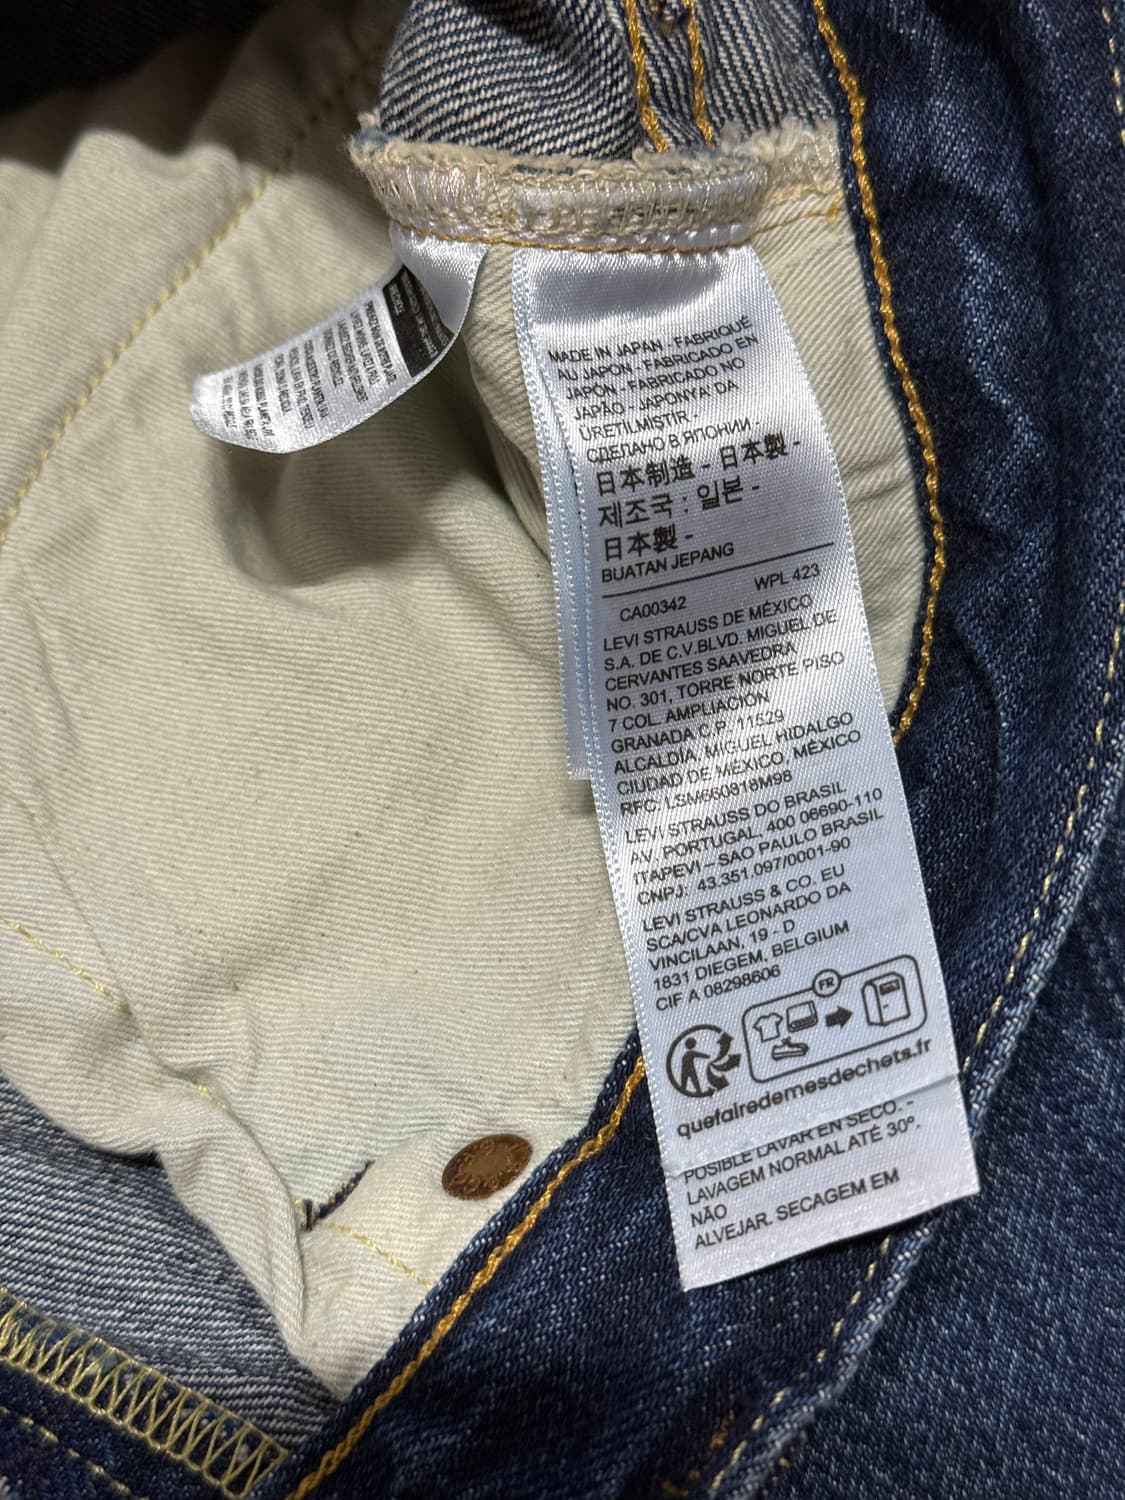 MADE IN JAPAN - FABRIQUÉ
AU JAPON - FABRICADO EN
JAPÓN - FABRICADO NO
JAPÃO - JAPONYA'DA
ÜRETILMISTIR -
СДЕЛАНО В ЯПОНИИ -
日本制造 - 日本製 -
제조국 : 일본 -
日本製 -
BUATAN JEPANG
CA00342 WPL 423
LEVI STRAUSS DE MÉXICO
S.A. DE C.V.BLVD. MIGUEL DE
CERVANTES SAAVEDRA
NO. 301, TORRE NORTE PISO
7 COL. AMPLIACIÓN
GRANADA C.P. 11529
ALCALDÍA. MIGUEL HIDALGO
CIUDAD DE MÉXICO, MÉXICO
RFC: LSM660818M98
LEVI STRAUSS DO BRASIL
AV. PORTUGAL, 400 06690-110
ITAPEVI – SAO PAULO BRASIL
CNPJ: 43.351.097/0001-90
LEVI STRAUSS & CO. EU
SCA/CVA LEONARDO DA
VINCILAAN, 19 - D
1831 DIEGEM, BELGIUM
CIF A 08298606
FR
quefairedemesdechets.fr
POSIBLE LAVAR EN SECO. -
LAVAGEM NORMAL ATÉ 30º.
NÃO
ALVEJAR. SECAGEM EM